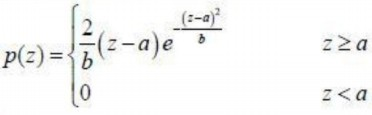 p(z) = { 2/b (z−a)e^{−(z−a)²/b}    z ≥ a
0    z < a